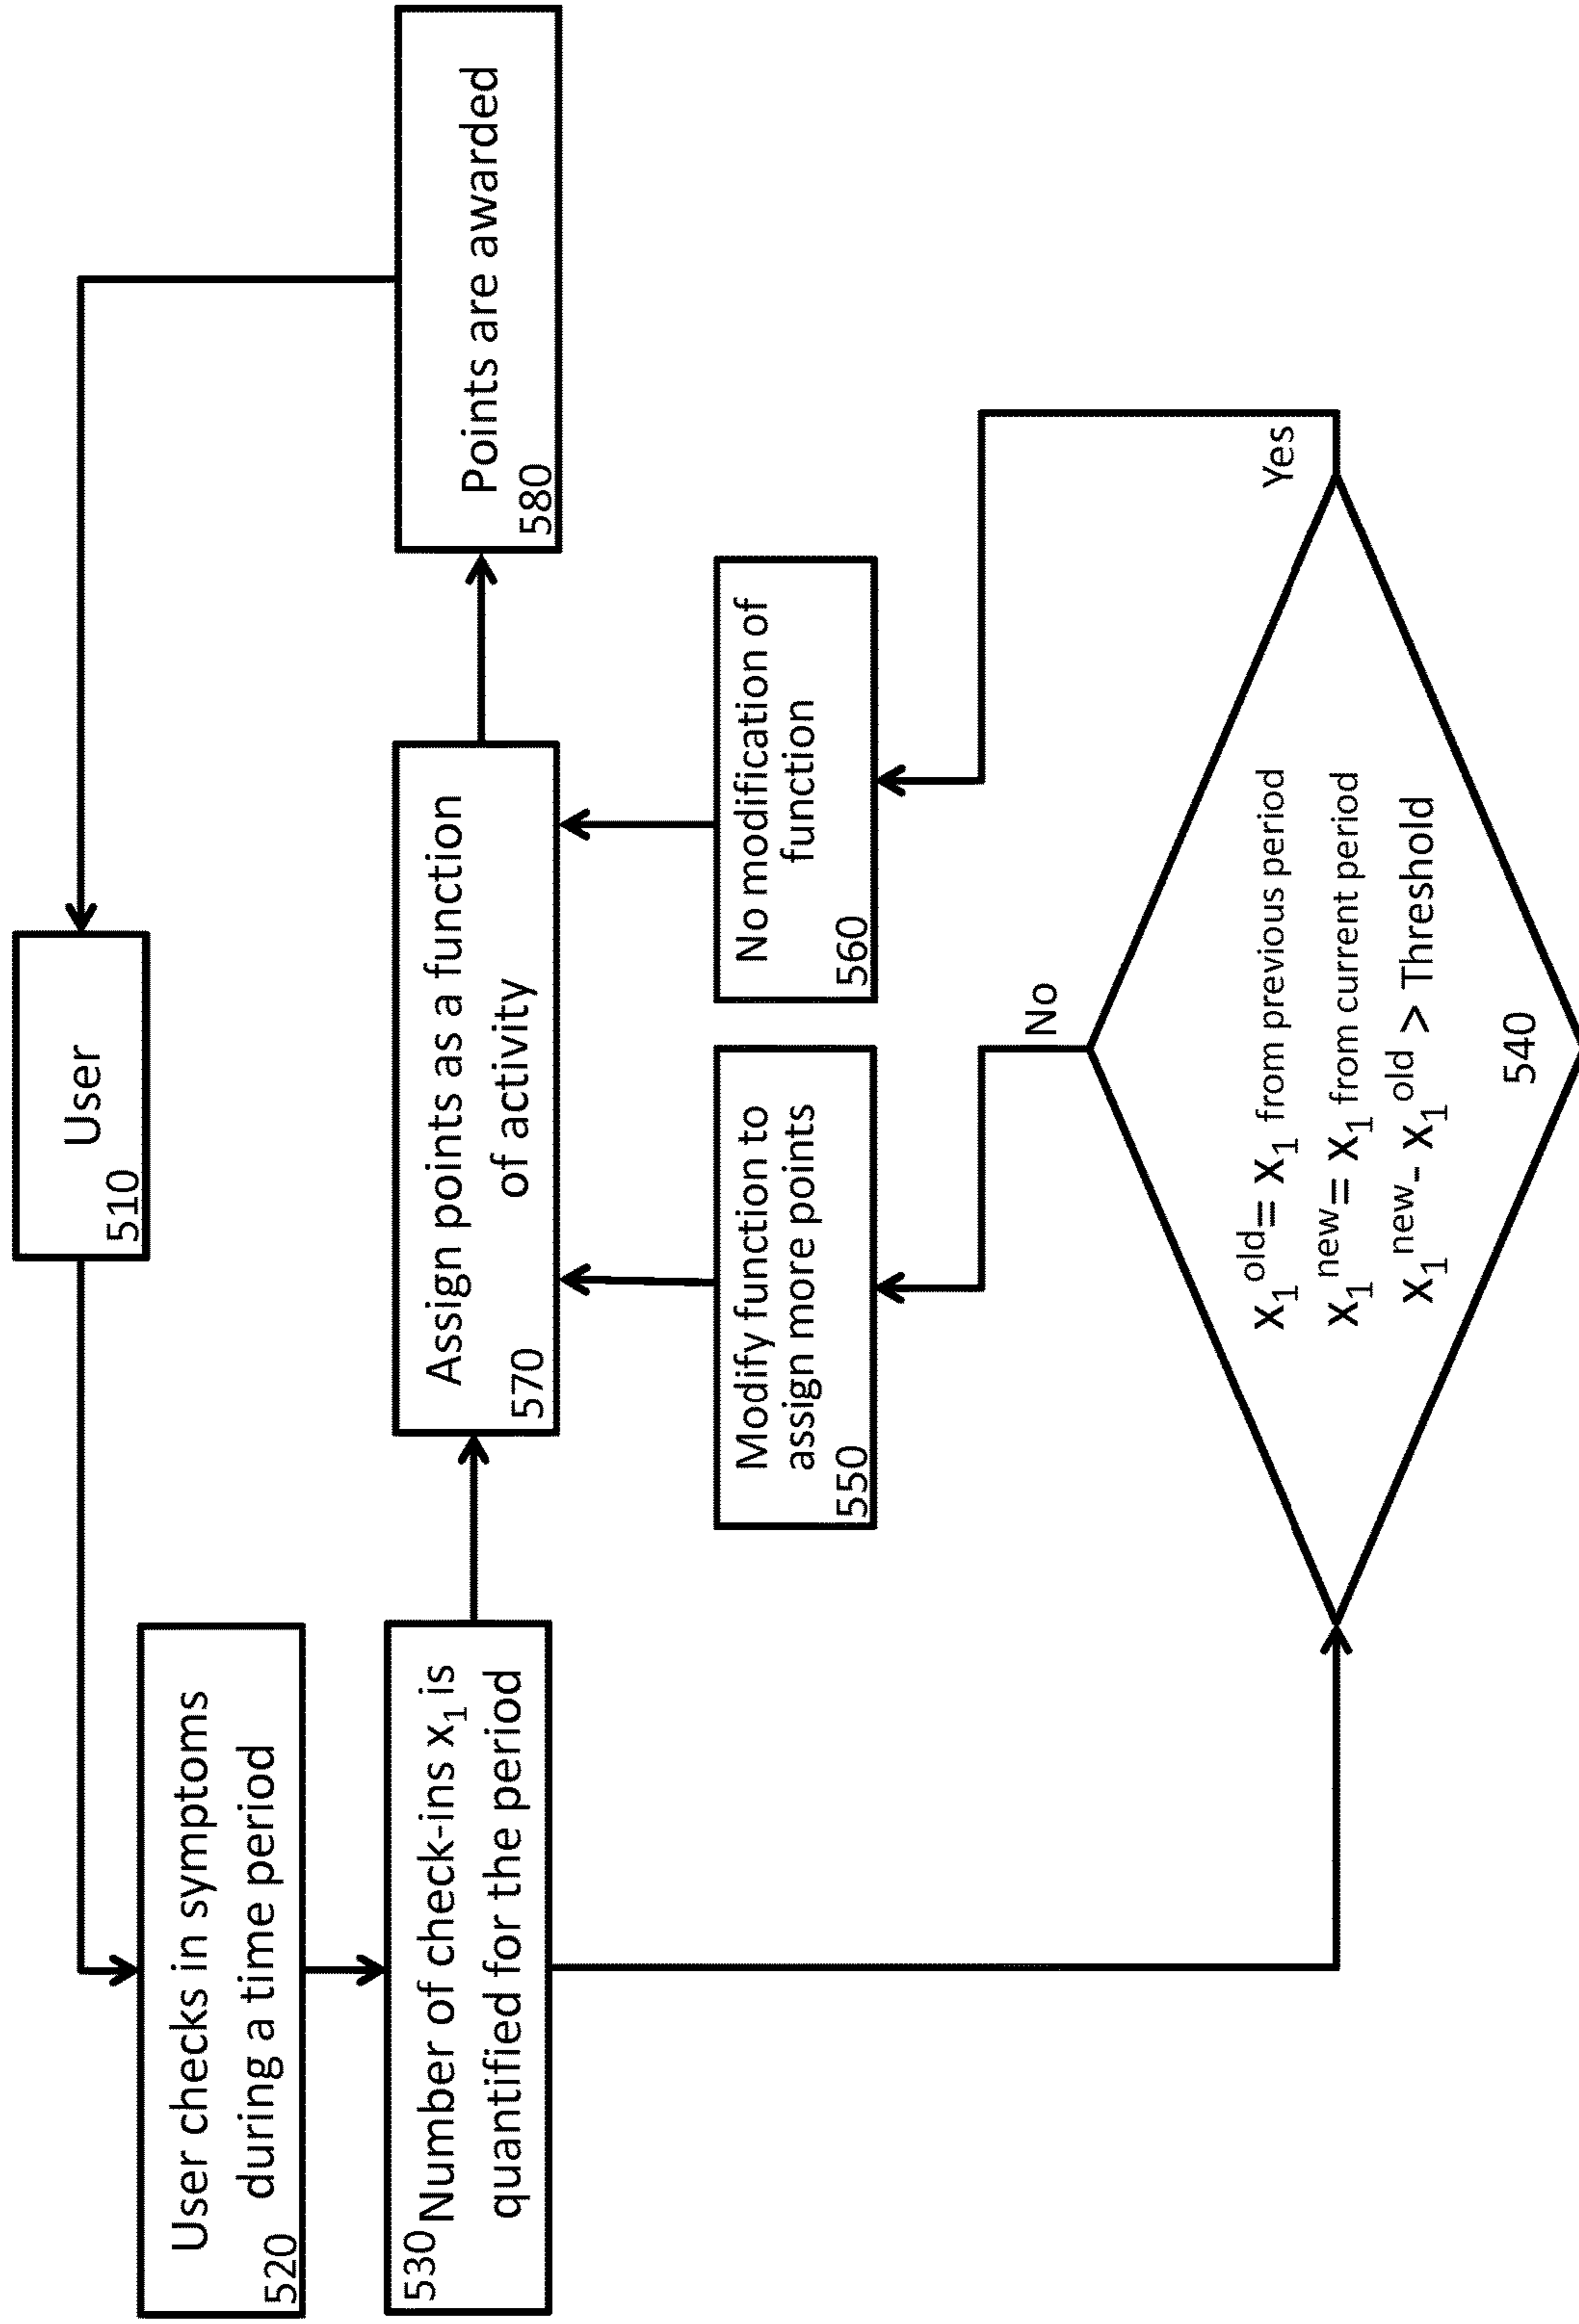 User
510
User checks in symptoms
during a time period
520
530 Number of check-ins x₁ is
quantified for the period
Assign points as a function
of activity
570
Points are awarded
580
Modify function to
assign more points
550
No modification of
function
560
No
Yes
x₁ᵒˡᵈ= x₁ from previous period
x₁ⁿᵉʷ= x₁ from current period
x₁ⁿᵉʷ- x₁ᵒˡᵈ > Threshold
540